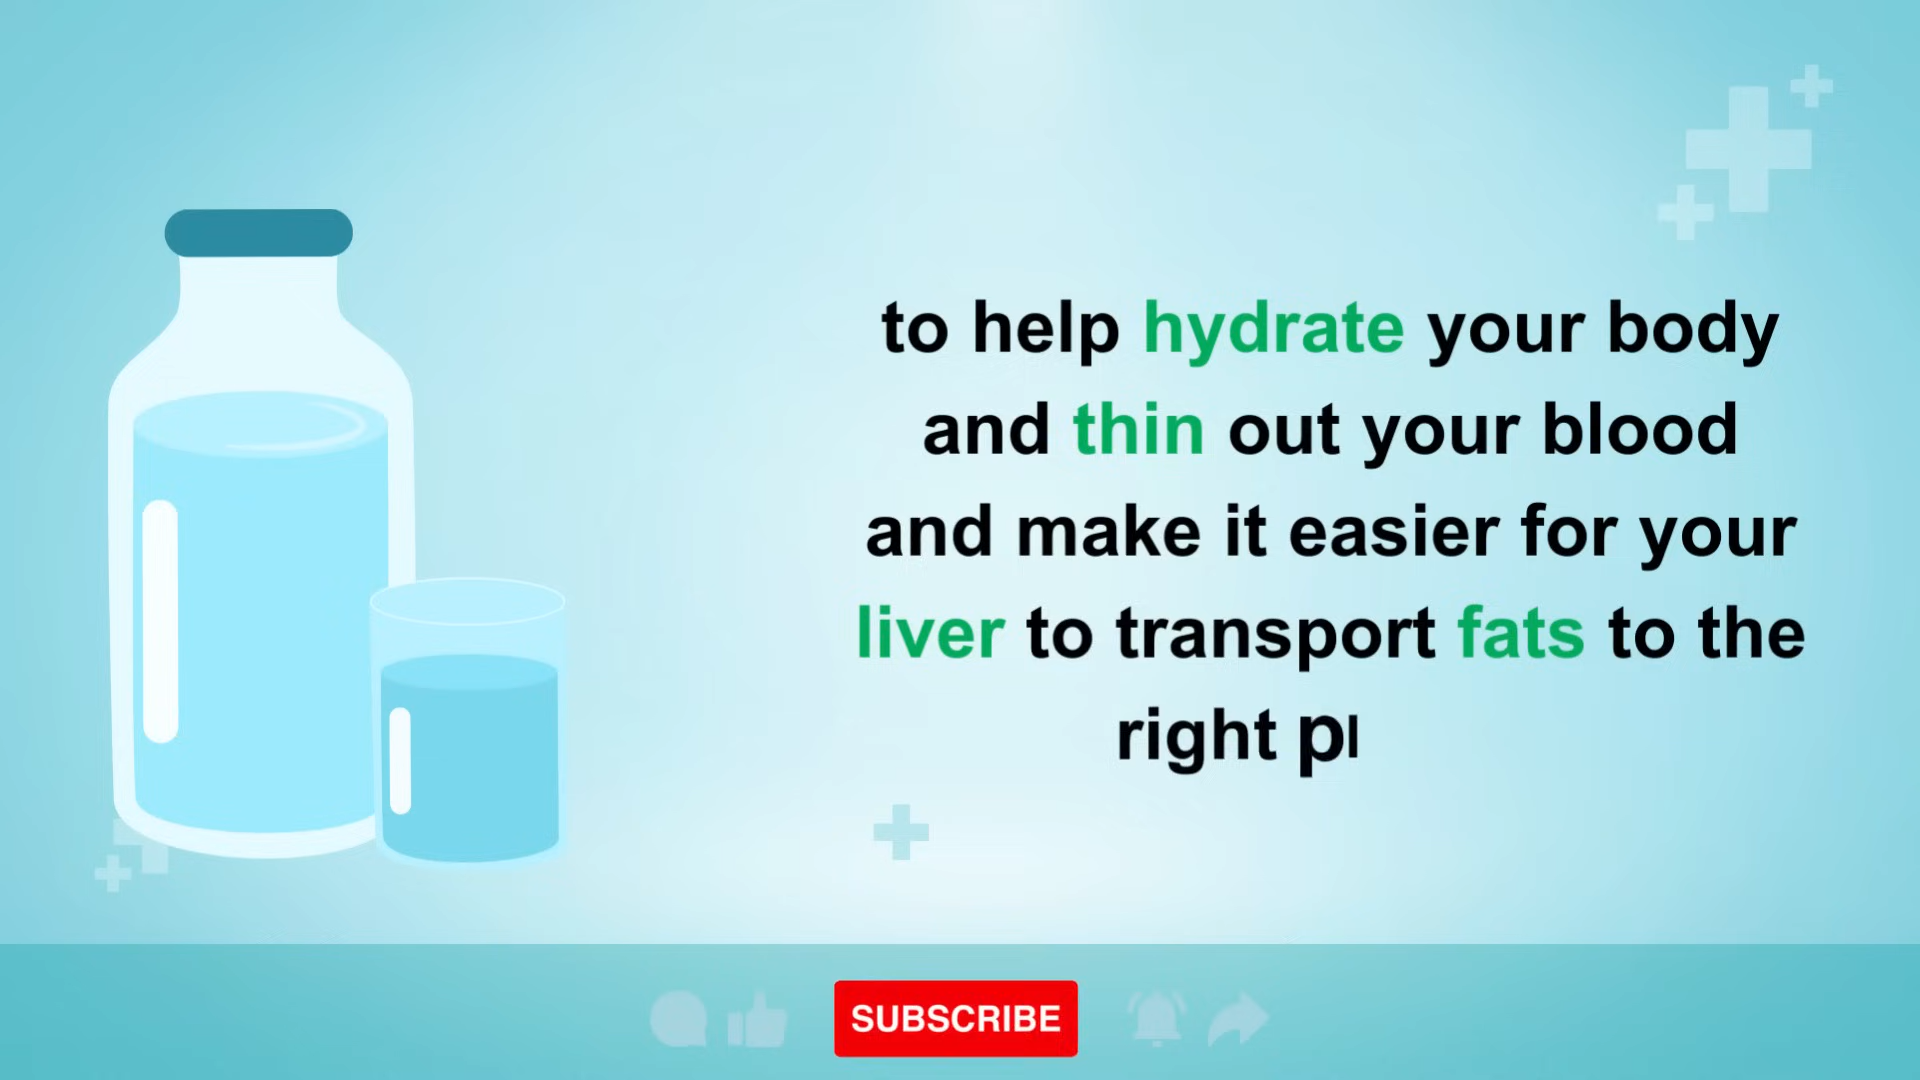 to help hydrate your body
and thin out your blood
and make it easier for your
liver to transport fats to the
right pl
SUBSCRIBE